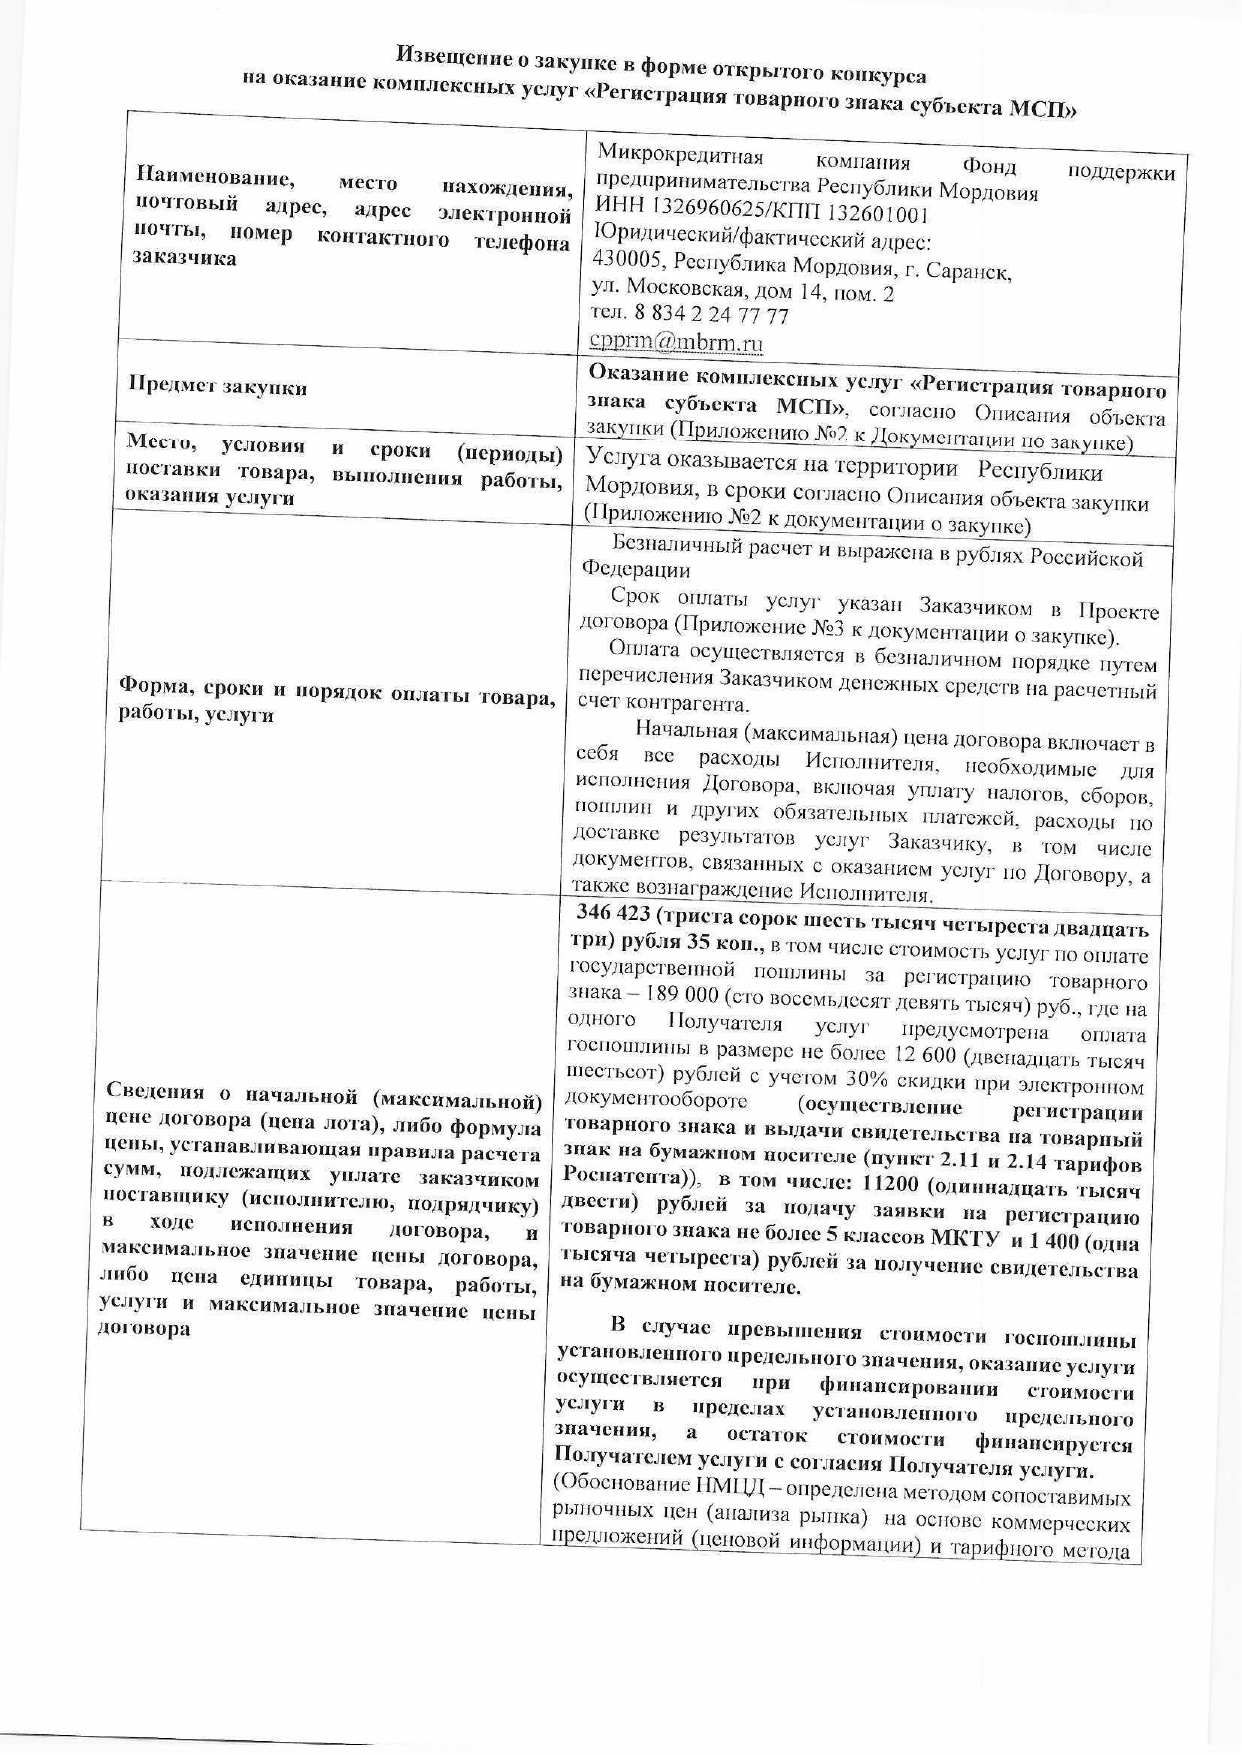 Извещение о закупке в форме открытого конкурса
на оказание комплексных услуг «Регистрация товарного знака субъекта МСП»
Наименование, место нахождения,
почтовый адрес, адрес электронной
почты, номер контактного телефона
заказчика
Микрокредитная компания Фонд поддержки
предпринимательства Республики Мордовия
ИНН 1326960625/КПП 132601001
Юридический/фактический адрес:
430005, Республика Мордовия, г. Саранск,
ул. Московская, дом 14, пом. 2
тел. 8 834 2 24 77 77
cpprm@mbrm.ru
Предмет закупки
Оказание комплексных услуг «Регистрация товарного
знака субъекта МСП», согласно Описания объекта
закупки (Приложению №2 к Документации по закупке)
Место, условия и сроки (периоды)
поставки товара, выполнения работы,
оказания услуги
Услуга оказывается на территории Республики
Мордовия, в сроки согласно Описания объекта закупки
(Приложению №2 к документации о закупке)
Форма, сроки и порядок оплаты товара,
работы, услуги
Безналичный расчет и выражена в рублях Российской
Федерации
Срок оплаты услуг указан Заказчиком в Проекте
договора (Приложение №3 к документации о закупке).
Оплата осуществляется в безналичном порядке путем
перечисления Заказчиком денежных средств на расчетный
счет контрагента.
Начальная (максимальная) цена договора включает в
себя все расходы Исполнителя, необходимые для
исполнения Договора, включая уплату налогов, сборов,
пошлин и других обязательных платежей, расходы по
доставке результатов услуг Заказчику, в том числе
документов, связанных с оказанием услуг по Договору, а
также вознаграждение Исполнителя.
Сведения о начальной (максимальной)
цене договора (цена лота), либо формула
цены, устанавливающая правила расчета
сумм, подлежащих уплате заказчиком
поставщику (исполнителю, подрядчику)
в ходе исполнения договора, и
максимальное значение цены договора,
либо цена единицы товара, работы,
услуги и максимальное значение цены
договора
346 423 (триста сорок шесть тысяч четыреста двадцать
три) рубля 35 коп., в том числе стоимость услуг по оплате
государственной пошлины за регистрацию товарного
знака – 189 000 (сто восемьдесят девять тысяч) руб., где на
одного Получателя услуг предусмотрена оплата
госпошлины в размере не более 12 600 (двенадцать тысяч
шестьсот) рублей с учетом 30% скидки при электронном
документообороте (осуществление регистрации
товарного знака и выдачи свидетельства на товарный
знак на бумажном носителе (пункт 2.11 и 2.14 тарифов
Роспатента)), в том числе: 11200 (одиннадцать тысяч
двести) рублей за подачу заявки на регистрацию
товарного знака не более 5 классов МКТУ и 1 400 (одна
тысяча четыреста) рублей за получение свидетельства
на бумажном носителе.
В случае превышения стоимости госпошлины
установленного предельного значения, оказание услуги
осуществляется при финансировании стоимости
услуги в пределах установленного предельного
значения, а остаток стоимости финансируется
Получателем услуги с согласия Получателя услуги.
(Обоснование НМЦД – определена методом сопоставимых
рыночных цен (анализа рынка) на основе коммерческих
предложений (ценовой информации) и тарифного метода